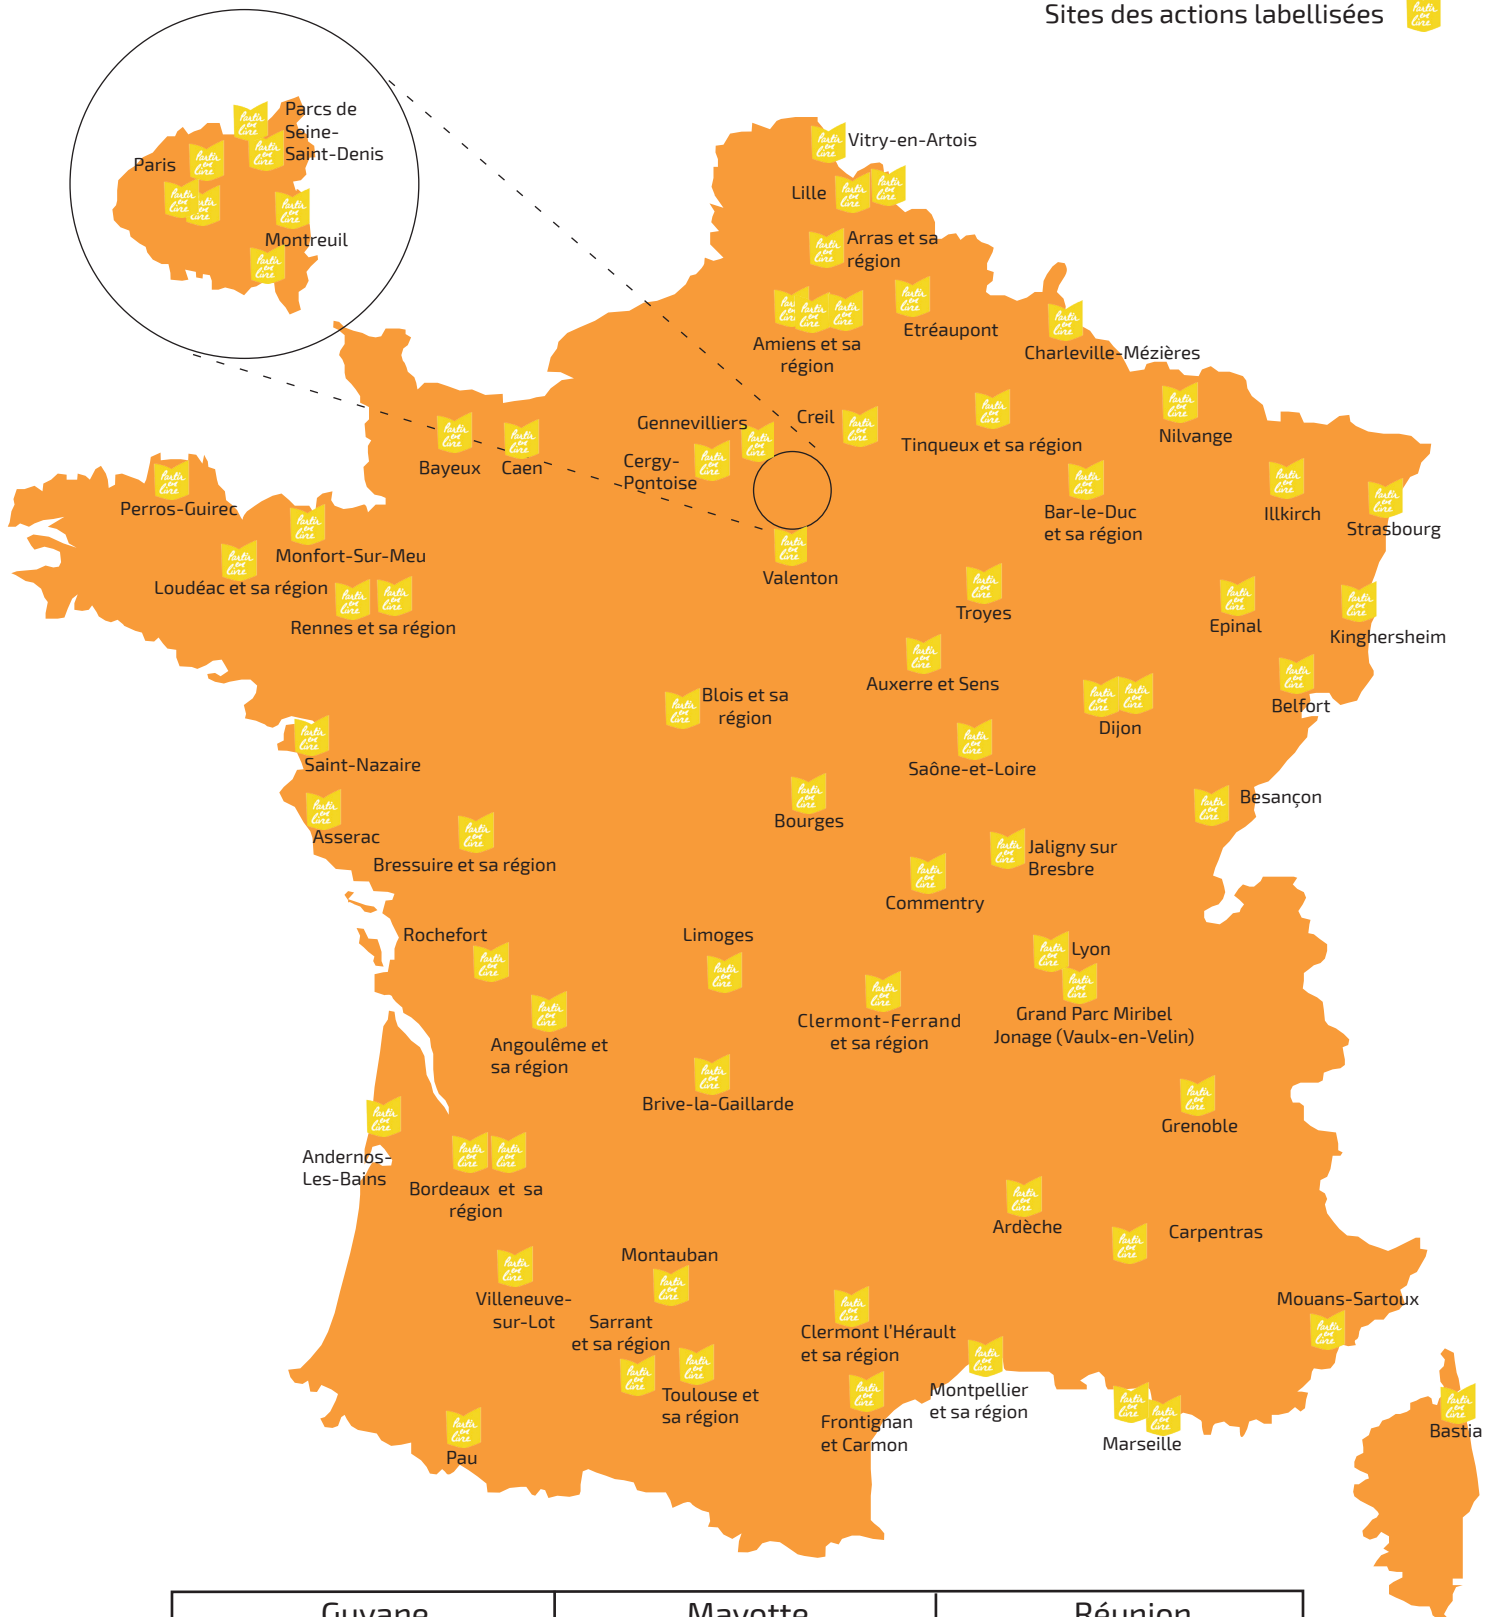 Sites des actions labellisées
Partir
en
Livre
Parcs de
Seine-
Saint-Denis
Paris
Montreuil
Vitry-en-Artois
Lille
Arras et sa
région
Etréaupont
Amiens et sa
région
Charleville-Mézières
Gennevilliers
Creil
Tinqueux et sa région
Nilvange
Bayeux
Caen
Cergy-
Pontoise
Perros-Guirec
Bar-le-Duc
et sa région
Illkirch
Strasbourg
Monfort-Sur-Meu
Loudéac et sa région
Valenton
Rennes et sa région
Troyes
Epinal
Kinghersheim
Auxerre et Sens
Blois et sa
région
Belfort
Dijon
Saint-Nazaire
Saône-et-Loire
Besançon
Bourges
Asserac
Bressuire et sa région
Jaligny sur
Bresbre
Commentry
Rochefort
Limoges
Lyon
Clermont-Ferrand
et sa région
Grand Parc Miribel
Jonage (Vaulx-en-Velin)
Angoulême et
sa région
Brive-la-Gaillarde
Grenoble
Andernos-
Les-Bains
Bordeaux et sa
région
Ardèche
Carpentras
Montauban
Villeneuve-
sur-Lot
Sarrant
et sa région
Clermont l'Hérault
et sa région
Mouans-Sartoux
Toulouse et
sa région
Montpellier
et sa région
Frontignan
et Carmon
Marseille
Bastia
Pau
Guyane
Mayotte
Réunion